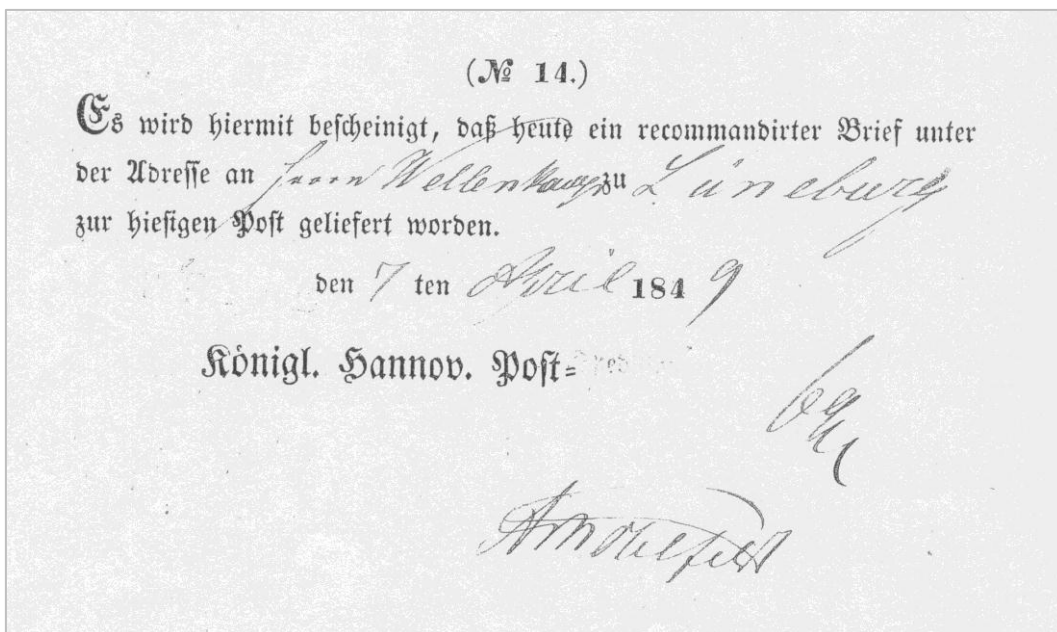 (№ 14.)
Es wird hiermit bescheinigt, daß heute ein recommandirter Brief unter
der Adresse an Herrn Wellenkamp zu Lüneburg
zur hiesigen Post geliefert worden.
den 7 ten April 1849
Königl. Hannov. Post-